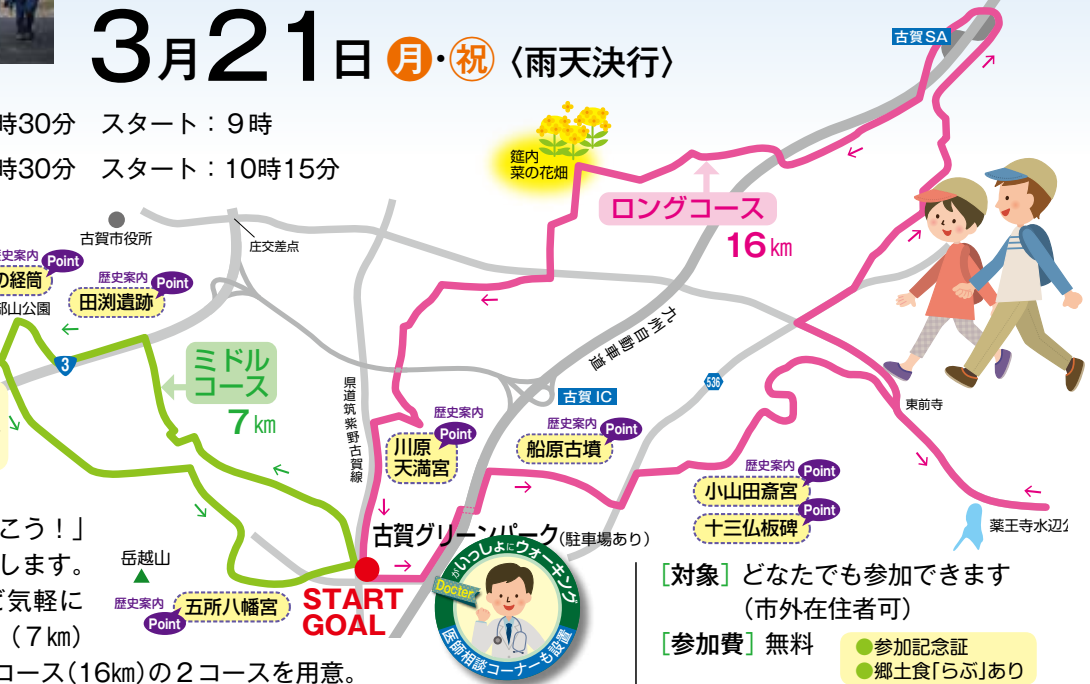 3月21日 月・祝〈雨天決行〉
時30分 スタート：９時
時30分 スタート：10時15分
古賀SA
筵内
菜の花畑
ロングコース
16㎞
古賀市役所
庄交差点
歴史案内 Point
の経筒
歴史案内 Point
田渕遺跡
部山公園
3
ミドル
コース
7㎞
県道筑紫野古賀線
九州自動車道
古賀IC
536
東前寺
歴史案内 Point
川原
天満宮
歴史案内 Point
船原古墳
歴史案内 Point
小山田斎宮
Point
十三仏板碑
薬王寺水辺公
古賀グリーンパーク(駐車場あり)
START
GOAL
岳越山
歴史案内 Point
五所八幡宮
Docter
がいっしょにウォーキング
医師相談コーナーも設置
こう！」
します。
ど気軽に
（７㎞）
コース(16㎞)の２コースを用意。
[対象] どなたでも参加できます
（市外在住者可）
[参加費] 無料
●参加記念証
●郷土食｢らぶ｣あり